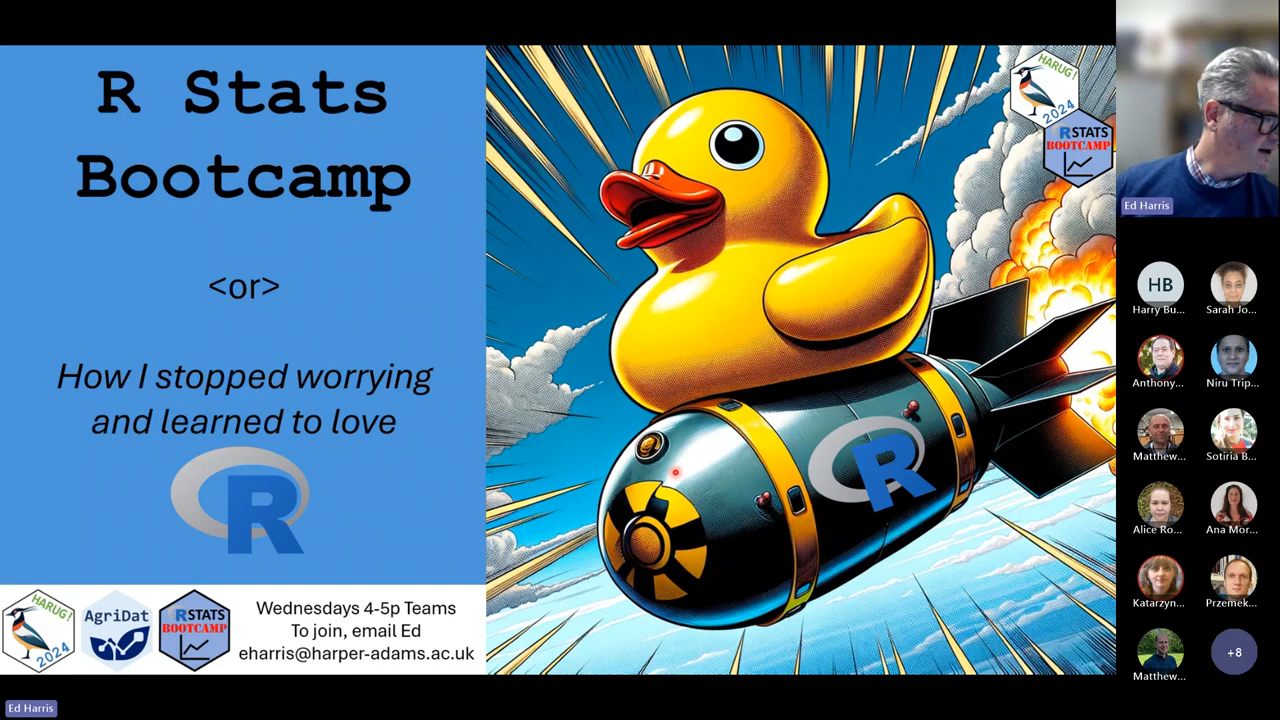 R Stats
Bootcamp
<or>
How I stopped worrying
and learned to love
R
HARUG!
2024
AgriDat
RSTATS
BOOTCAMP
Wednesdays 4-5p Teams
To join, email Ed
eharris@harper-adams.ac.uk
R
HARUG!
2024
RSTATS
BOOTCAMP
Ed Harris
HB
Harry Bu...
Sarah Jo...
Anthony...
Niru Trip...
Matthew...
Sotiria B...
Alice Ro...
Ana Mor...
Katarzyn...
Przemek...
Matthew...
+8
Ed Harris